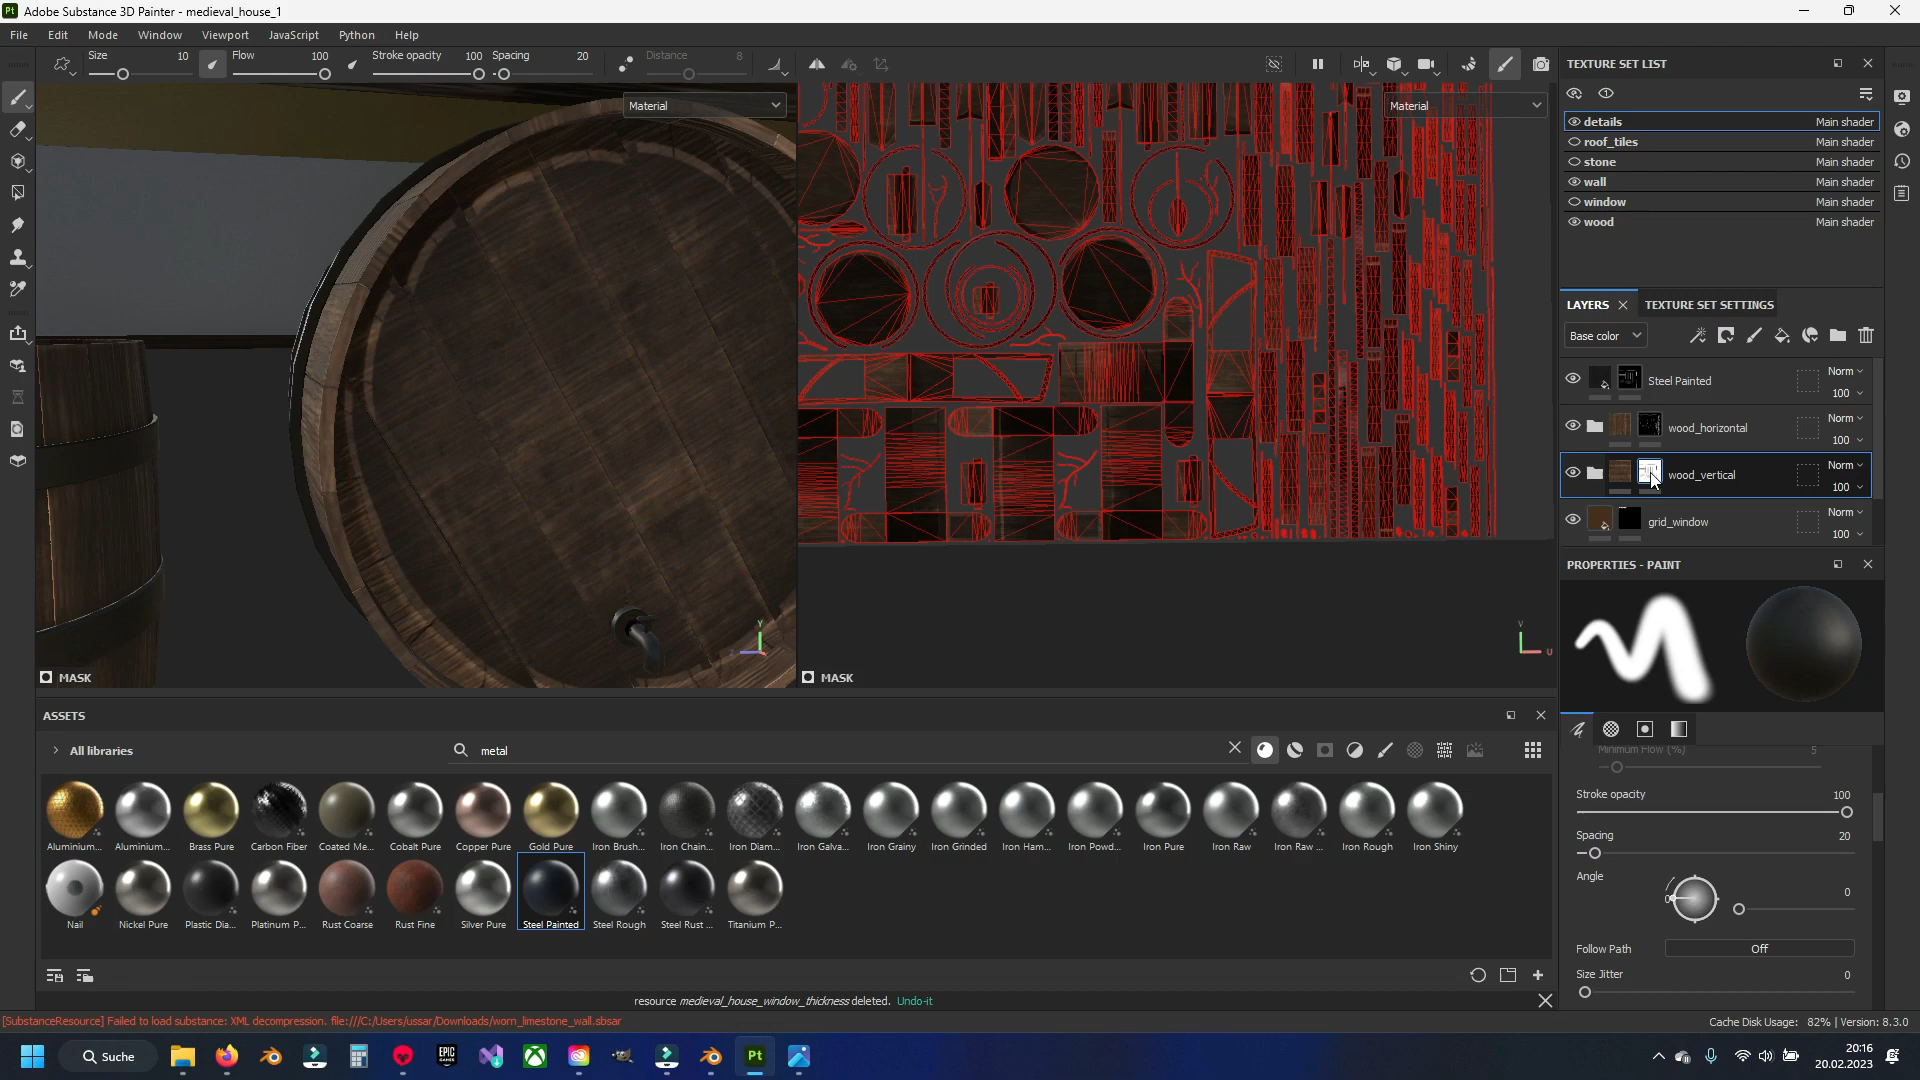 Pt Adobe Substance 3D Painter - medieval_house_1
File Edit Mode Window Viewport JavaScript Python Help
Size 10 Flow 100 Stroke opacity 100 Spacing 20 Distance 8
Material
Material
MASK
MASK
TEXTURE SET LIST
details Main shader
roof_tiles Main shader
stone Main shader
wall Main shader
window Main shader
wood Main shader
LAYERS TEXTURE SET SETTINGS
Base color
Steel Painted Norm 100
wood_horizontal Norm 100
wood_vertical Norm 100
grid_window Norm 100
PROPERTIES - PAINT
Minimum Flow (%) 5
Stroke opacity 100
Spacing 20
Angle 0
Follow Path Off
Size Jitter 0
ASSETS
All libraries metal
Aluminium... Aluminium... Brass Pure Carbon Fiber Coated Me... Cobalt Pure Copper Pure Gold Pure Iron Brush... Iron Chain... Iron Diam... Iron Galva... Iron Grainy Iron Grinded Iron Ham... Iron Powd... Iron Pure Iron Raw Iron Raw ... Iron Rough Iron Shiny
Nail Nickel Pure Plastic Dia... Platinum P... Rust Coarse Rust Fine Silver Pure Steel Painted Steel Rough Steel Rust ... Titanium P...
resource medieval_house_window_thickness deleted. Undo-it
[SubstanceResource] Failed to load substance: XML decompression. file:///C:/Users/ussar/Downloads/worn_limestone_wall.sbsar
Cache Disk Usage: 82% | Version: 8.3.0
Suche
EPIC GAMES
Pt
20:16
20.02.2023